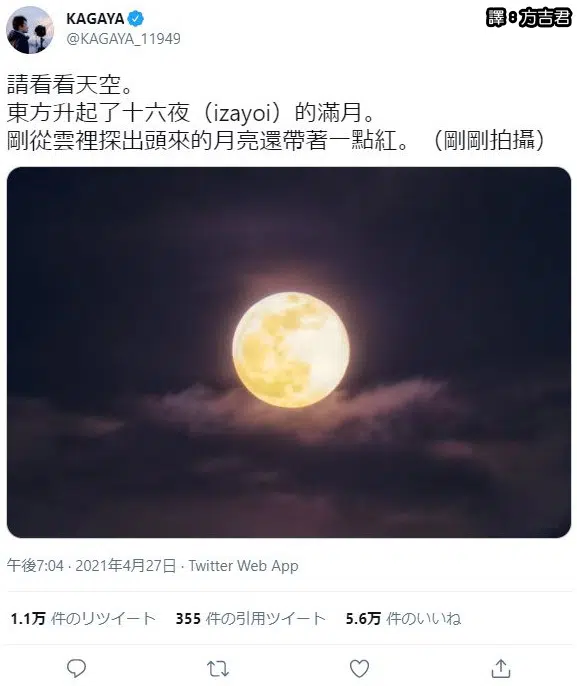 KAGAYA
譯8方吉君
@KAGAYA_11949
請看看天空。
東方升起了十六夜（izayoi）的滿月。
剛從雲裡探出頭來的月亮還帶著一點紅。（剛剛拍攝）
午後7:04 · 2021年4月27日 · Twitter Web App
1.1万 件のリツイート 355 件の引用ツイート 5.6万 件のいいね